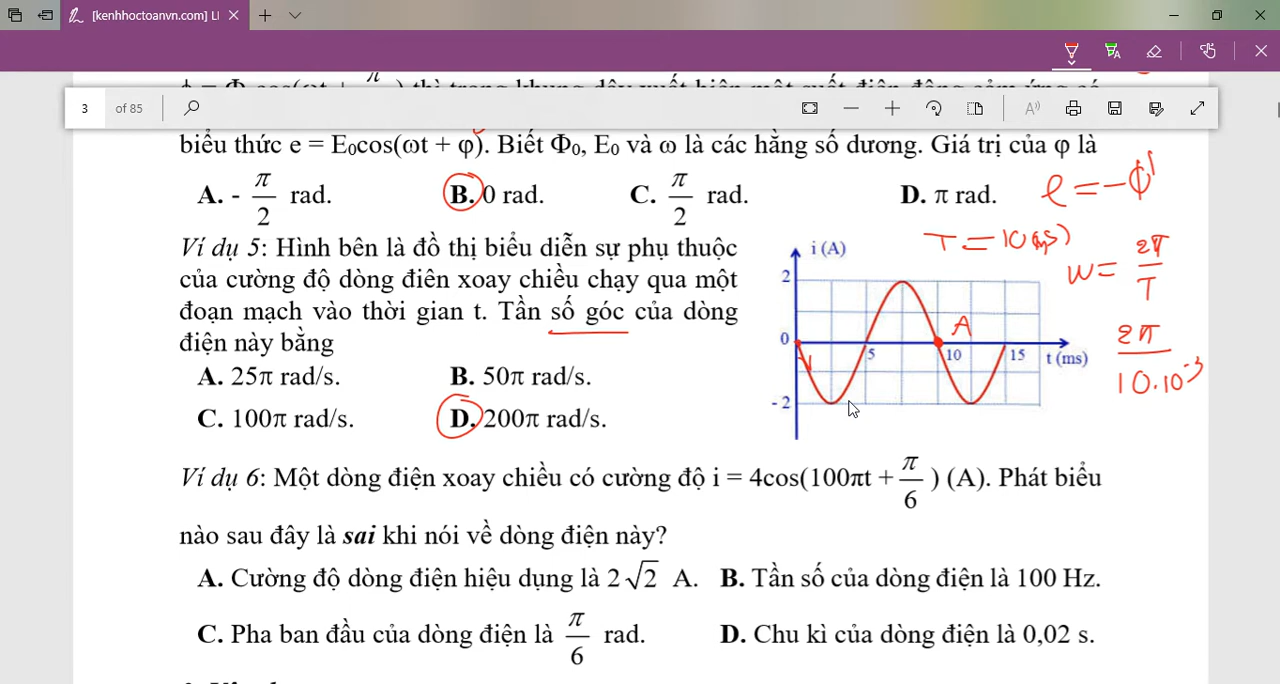 [kenhhoctoanvn.com] LI
3 of 85
biểu thức e = E₀cos(ωt + φ). Biết Φ₀, E₀ và ω là các hằng số dương. Giá trị của φ là
A. - π/2 rad. B. 0 rad. C. π/2 rad. D. π rad.
e = -Φ'
Ví dụ 5: Hình bên là đồ thị biểu diễn sự phụ thuộc
của cường độ dòng điên xoay chiều chạy qua một
đoạn mạch vào thời gian t. Tần số góc của dòng
điện này bằng
A. 25π rad/s. B. 50π rad/s.
C. 100π rad/s. D. 200π rad/s.
i (A)
2
0
-2
5
10
15
t (ms)
A
T = 10 (ms)
w = 2π/T
2π/10.10⁻³
Ví dụ 6: Một dòng điện xoay chiều có cường độ i = 4cos(100πt + π/6) (A). Phát biểu
nào sau đây là sai khi nói về dòng điện này?
A. Cường độ dòng điện hiệu dụng là 2√2 A. B. Tần số của dòng điện là 100 Hz.
C. Pha ban đầu của dòng điện là π/6 rad. D. Chu kì của dòng điện là 0,02 s.